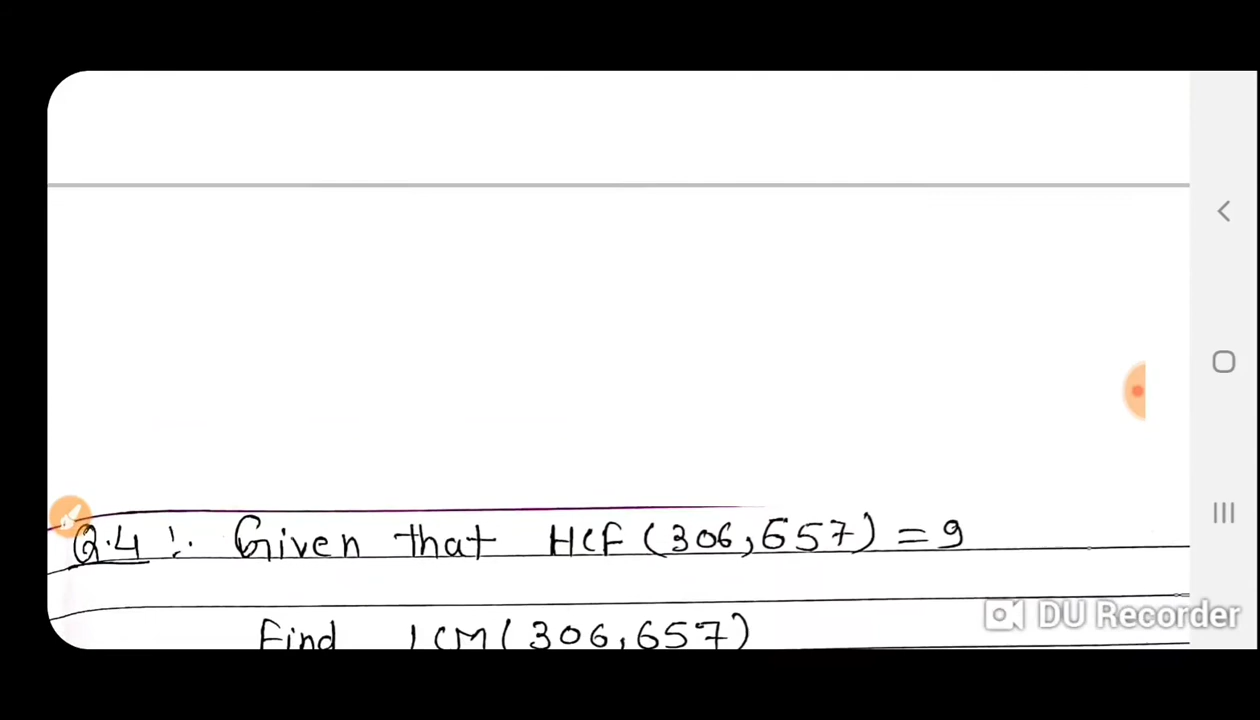 Q.4 :. Given that HCF (306,657) = 9
Find LCM (306,657)
DU Recorder